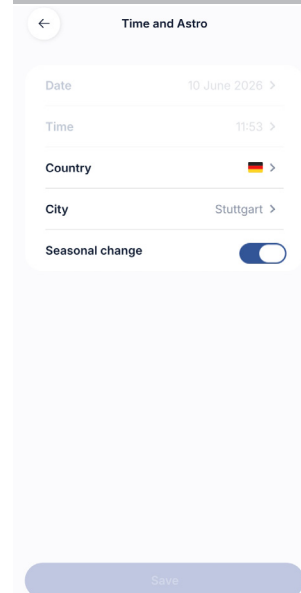 Time and Astro
Date 10 June 2026
Time 11:53
Country
City Stuttgart
Seasonal change
Save